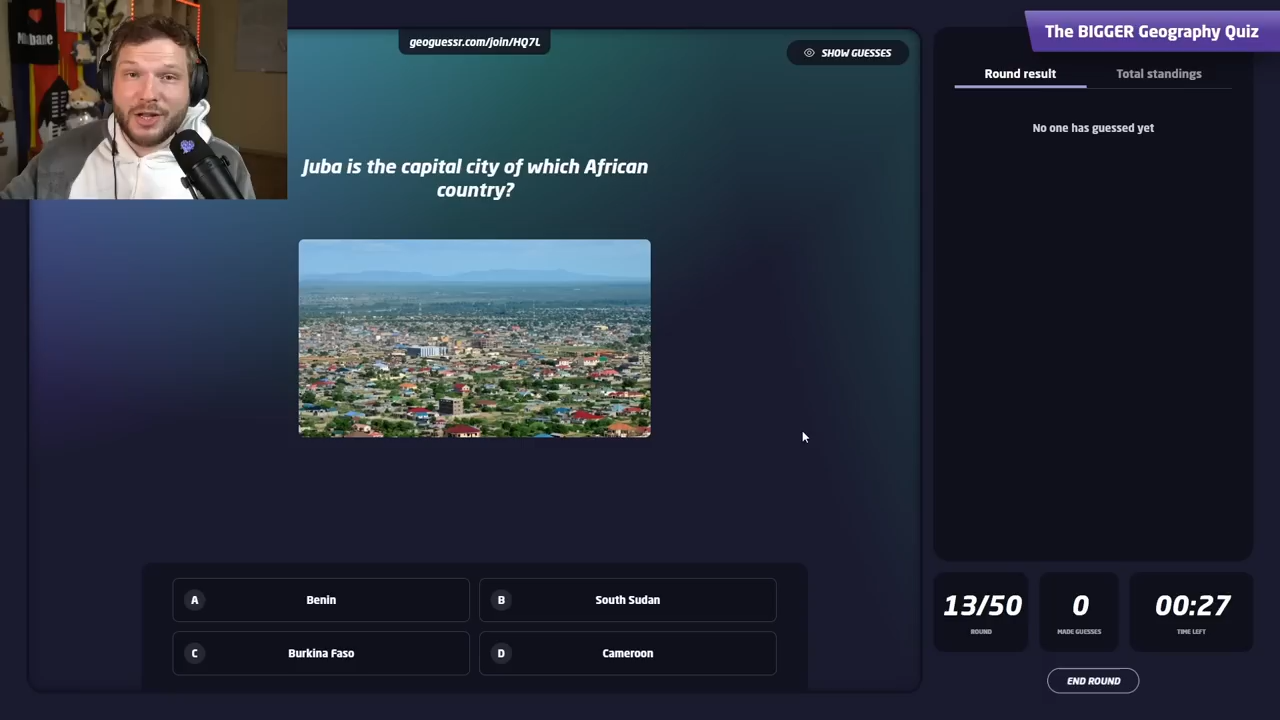 The BIGGER Geography Quiz
geoguessr.com/join/HQ7L
SHOW GUESSES
Round result
Total standings
No one has guessed yet
Juba is the capital city of which African
country?
A Benin
B South Sudan
C Burkina Faso
D Cameroon
13/50
ROUND
0
MADE GUESSES
00:27
TIME LEFT
END ROUND